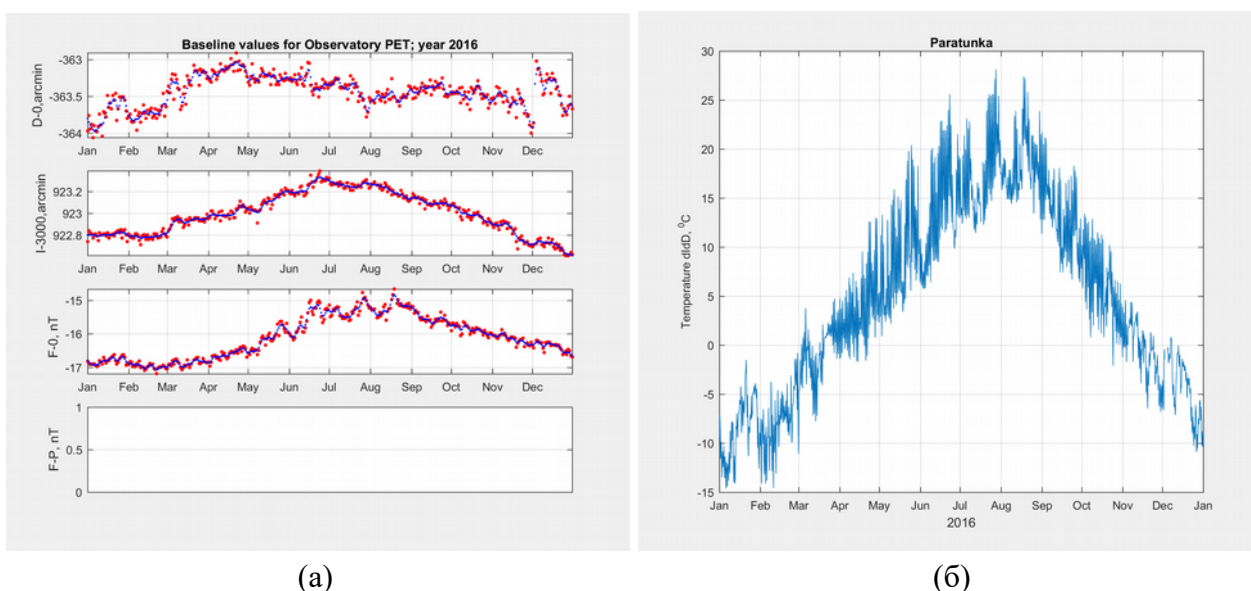 Baseline values for Observatory PET; year 2016
D-0,arcmin
-363
-363.5
-364
Jan Feb Mar Apr May Jun Jul Aug Sep Oct Nov Dec
I-3000,arcmin
923.2
923
922.8
Jan Feb Mar Apr May Jun Jul Aug Sep Oct Nov Dec
F-0, nT
-15
-16
-17
Jan Feb Mar Apr May Jun Jul Aug Sep Oct Nov Dec
F-P, nT
1
0.5
0
(а)
Paratunka
Temperature dIdD, ⁰C
30
25
20
15
10
5
0
-5
-10
-15
Jan Feb Mar Apr May Jun Jul Aug Sep Oct Nov Dec Jan
2016
(б)